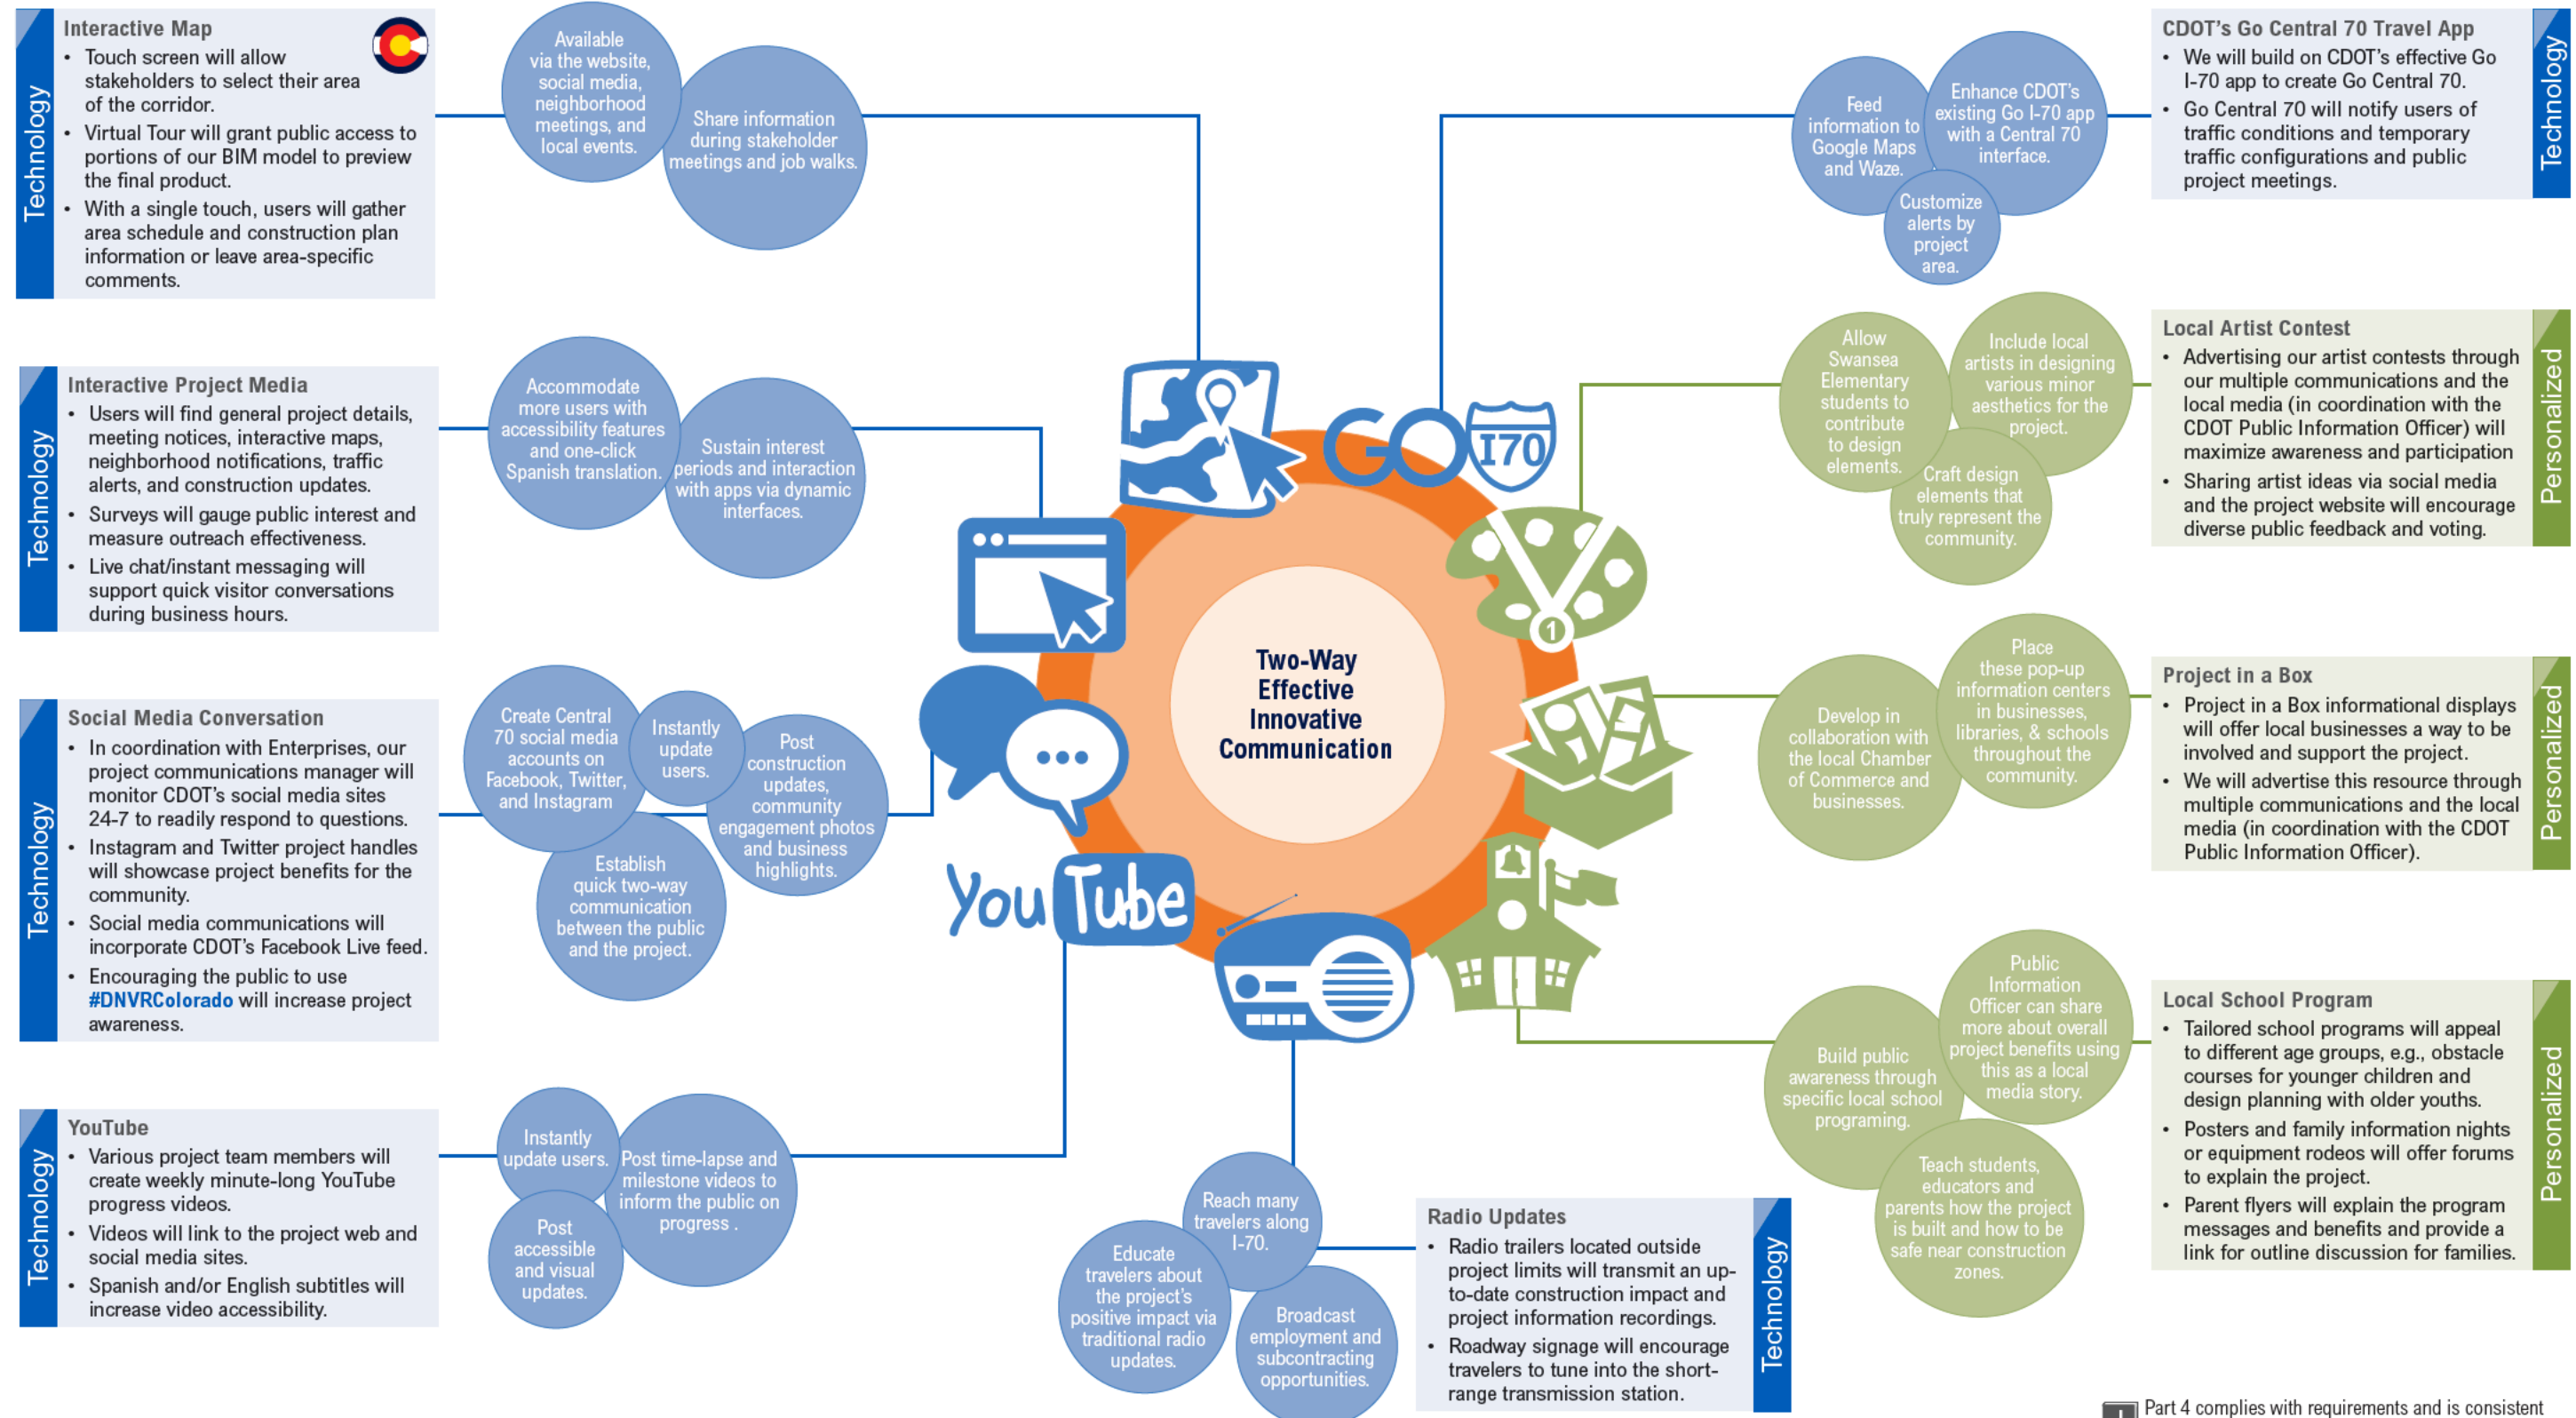 Technology
Interactive Map
• Touch screen will allow
stakeholders to select their area
of the corridor.
• Virtual Tour will grant public access to
portions of our BIM model to preview
the final product.
• With a single touch, users will gather
area schedule and construction plan
information or leave area-specific
comments.
Available
via the website,
social media,
neighborhood
meetings, and
local events.
Share information
during stakeholder
meetings and job walks.
Technology
Interactive Project Media
• Users will find general project details,
meeting notices, interactive maps,
neighborhood notifications, traffic
alerts, and construction updates.
• Surveys will gauge public interest and
measure outreach effectiveness.
• Live chat/instant messaging will
support quick visitor conversations
during business hours.
Accommodate
more users with
accessibility features
and one-click
Spanish translation.
Sustain interest
periods and interaction
with apps via dynamic
interfaces.
Technology
Social Media Conversation
• In coordination with Enterprises, our
project communications manager will
monitor CDOT's social media sites
24-7 to readily respond to questions.
• Instagram and Twitter project handles
will showcase project benefits for the
community.
• Social media communications will
incorporate CDOT's Facebook Live feed.
• Encouraging the public to use
#DNVRColorado will increase project
awareness.
Create Central
70 social media
accounts on
Facebook, Twitter,
and Instagram
Instantly
update
users.
Post
construction
updates,
community
engagement photos
and business
highlights.
Establish
quick two-way
communication
between the public
and the project.
Technology
YouTube
• Various project team members will
create weekly minute-long YouTube
progress videos.
• Videos will link to the project web and
social media sites.
• Spanish and/or English subtitles will
increase video accessibility.
Instantly
update users.
Post time-lapse and
milestone videos to
inform the public on
progress .
Post
accessible
and visual
updates.
GO I70
1
Two-Way
Effective
Innovative
Communication
YouTube
Reach many
travelers along
I-70.
Educate
travelers about
the project's
positive impact via
traditional radio
updates.
Broadcast
employment and
subcontracting
opportunities.
Radio Updates
• Radio trailers located outside
project limits will transmit an up-
to-date construction impact and
project information recordings.
• Roadway signage will encourage
travelers to tune into the short-
range transmission station.
Technology
Feed
information to
Google Maps
and Waze.
Enhance CDOT's
existing Go I-70 app
with a Central 70
interface.
Customize
alerts by
project
area.
CDOT's Go Central 70 Travel App
• We will build on CDOT's effective Go
I-70 app to create Go Central 70.
• Go Central 70 will notify users of
traffic conditions and temporary
traffic configurations and public
project meetings.
Technology
Allow
Swansea
Elementary
students to
contribute
to design
elements.
Include local
artists in designing
various minor
aesthetics for the
project.
Craft design
elements that
truly represent the
community.
Local Artist Contest
• Advertising our artist contests through
our multiple communications and the
local media (in coordination with the
CDOT Public Information Officer) will
maximize awareness and participation
• Sharing artist ideas via social media
and the project website will encourage
diverse public feedback and voting.
Personalized
Develop in
collaboration with
the local Chamber
of Commerce and
businesses.
Place
these pop-up
information centers
in businesses,
libraries, & schools
throughout the
community.
Project in a Box
• Project in a Box informational displays
will offer local businesses a way to be
involved and support the project.
• We will advertise this resource through
multiple communications and the local
media (in coordination with the CDOT
Public Information Officer).
Personalized
Build public
awareness through
specific local school
programing.
Public
Information
Officer can share
more about overall
project benefits using
this as a local
media story.
Teach students,
educators and
parents how the project
is built and how to be
safe near construction
zones.
Local School Program
• Tailored school programs will appeal
to different age groups, e.g., obstacle
courses for younger children and
design planning with older youths.
• Posters and family information nights
or equipment rodeos will offer forums
to explain the project.
• Parent flyers will explain the program
messages and benefits and provide a
link for outline discussion for families.
Personalized
Part 4 complies with requirements and is consistent